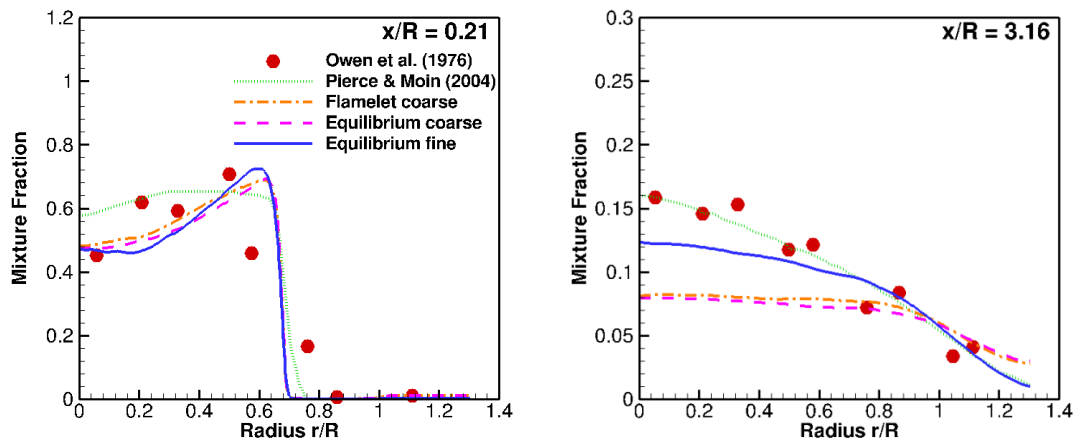 x/R = 0.21
Owen et al. (1976)
Pierce & Moin (2004)
Flamelet coarse
Equilibrium coarse
Equilibrium fine
Mixture Fraction
1.2
1
0.8
0.6
0.4
0.2
0
0
0.2
0.4
0.6
0.8
1
1.2
1.4
Radius r/R
x/R = 3.16
Mixture Fraction
0.3
0.25
0.2
0.15
0.1
0.05
0
0
0.2
0.4
0.6
0.8
1
1.2
1.4
Radius r/R